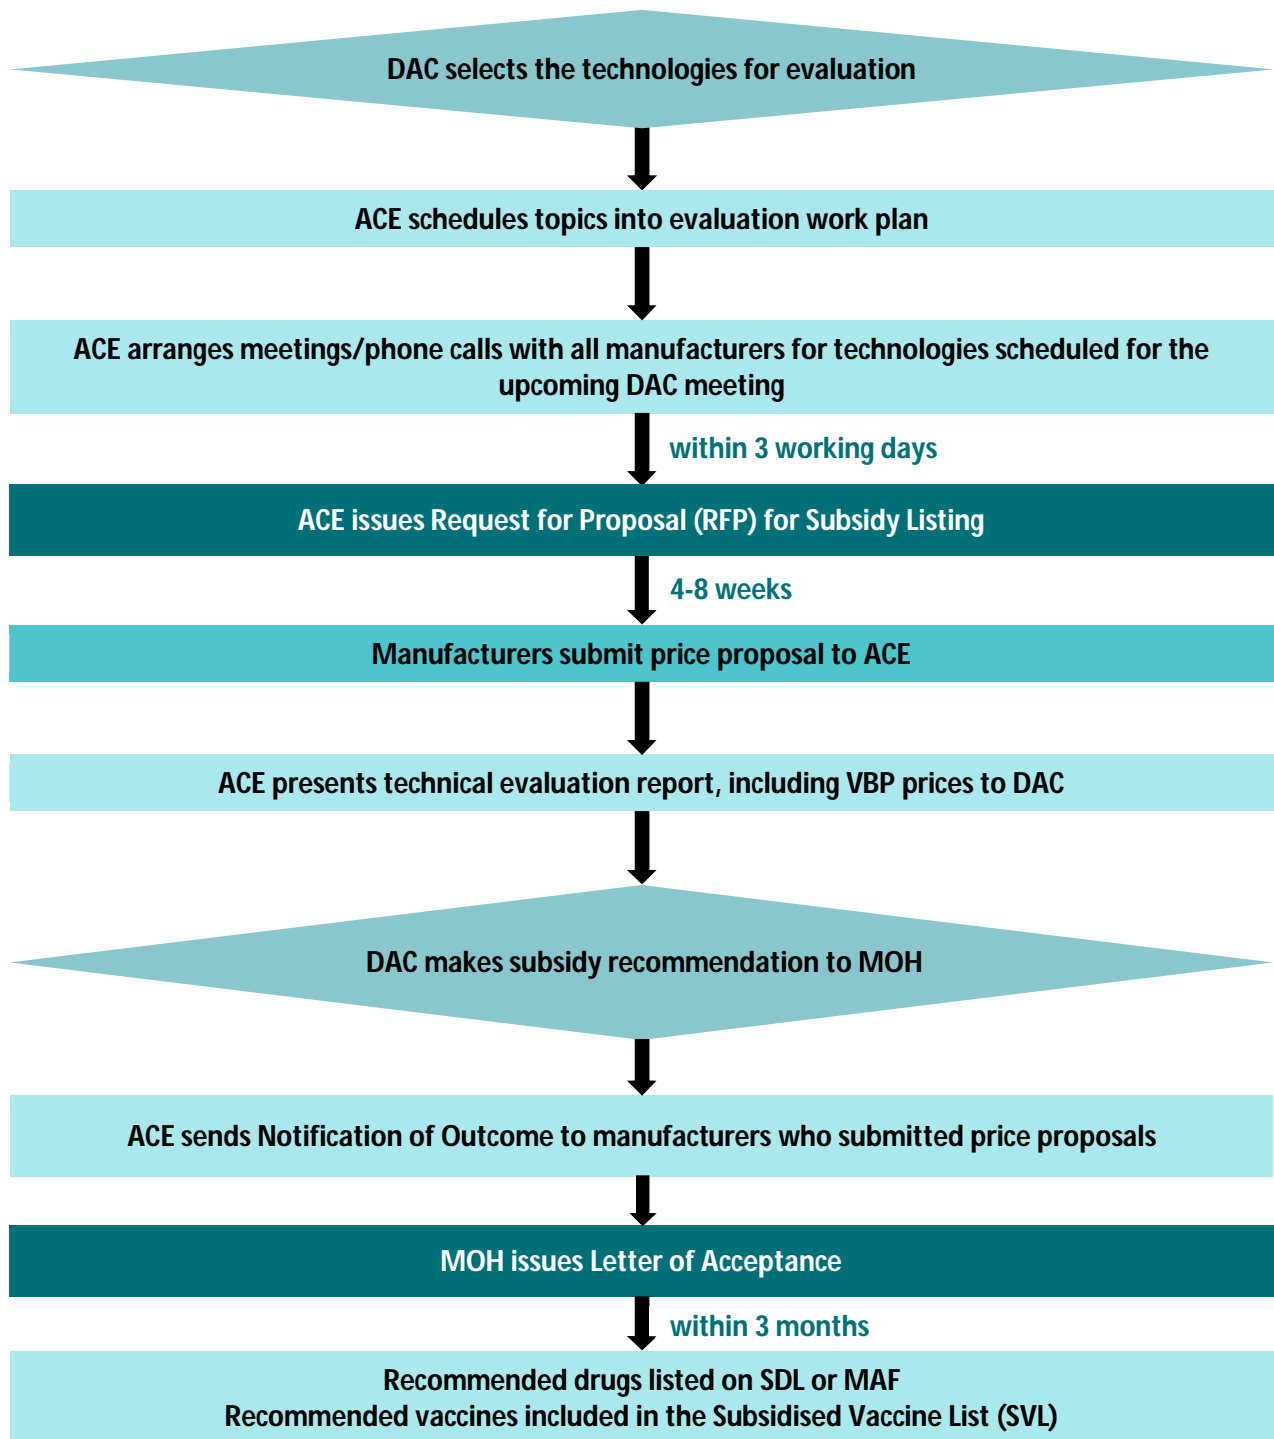 DAC selects the technologies for evaluation
ACE schedules topics into evaluation work plan
ACE arranges meetings/phone calls with all manufacturers for technologies scheduled for the
upcoming DAC meeting
within 3 working days
ACE issues Request for Proposal (RFP) for Subsidy Listing
4-8 weeks
Manufacturers submit price proposal to ACE
ACE presents technical evaluation report, including VBP prices to DAC
DAC makes subsidy recommendation to MOH
ACE sends Notification of Outcome to manufacturers who submitted price proposals
MOH issues Letter of Acceptance
within 3 months
Recommended drugs listed on SDL or MAF
Recommended vaccines included in the Subsidised Vaccine List (SVL)